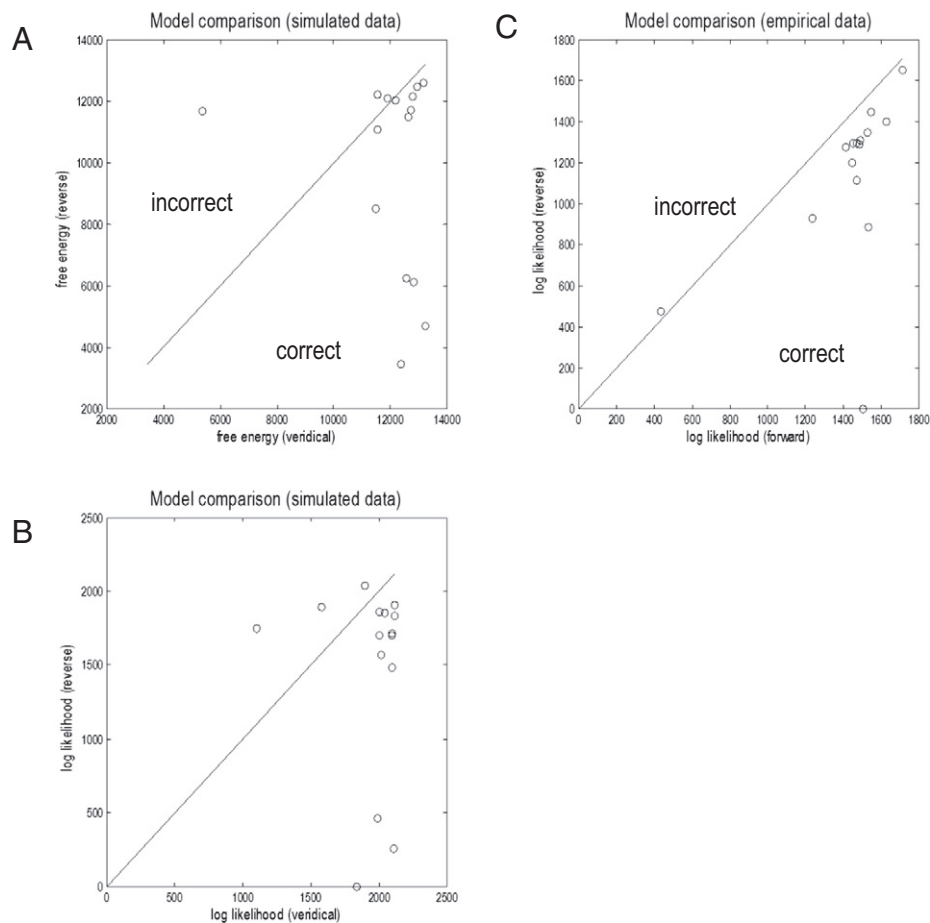 A
Model comparison (simulated data)
14000
12000
10000
8000
6000
4000
2000
free energy (reverse)
incorrect
correct
2000 4000 6000 8000 10000 12000 14000
free energy (veridical)
C
Model comparison (empirical data)
1800
1600
1400
1200
1000
800
600
400
200
0
log likelihood (reverse)
incorrect
correct
0 200 400 600 800 1000 1200 1400 1600 1800
log likelihood (forward)
B
Model comparison (simulated data)
2500
2000
1500
1000
500
0
log likelihood (reverse)
0 500 1000 1500 2000 2500
log likelihood (veridical)